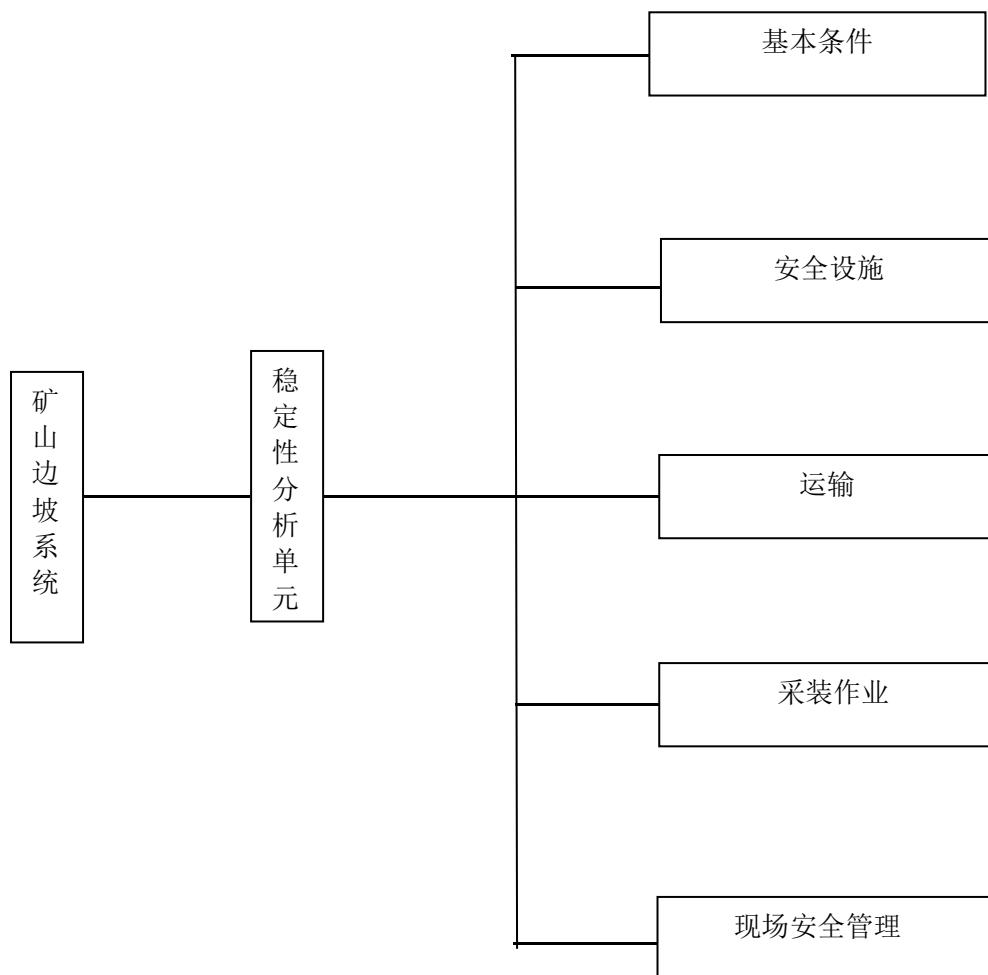 基本条件
安全设施
矿山边坡系统
稳定性分析单元
运输
采装作业
现场安全管理